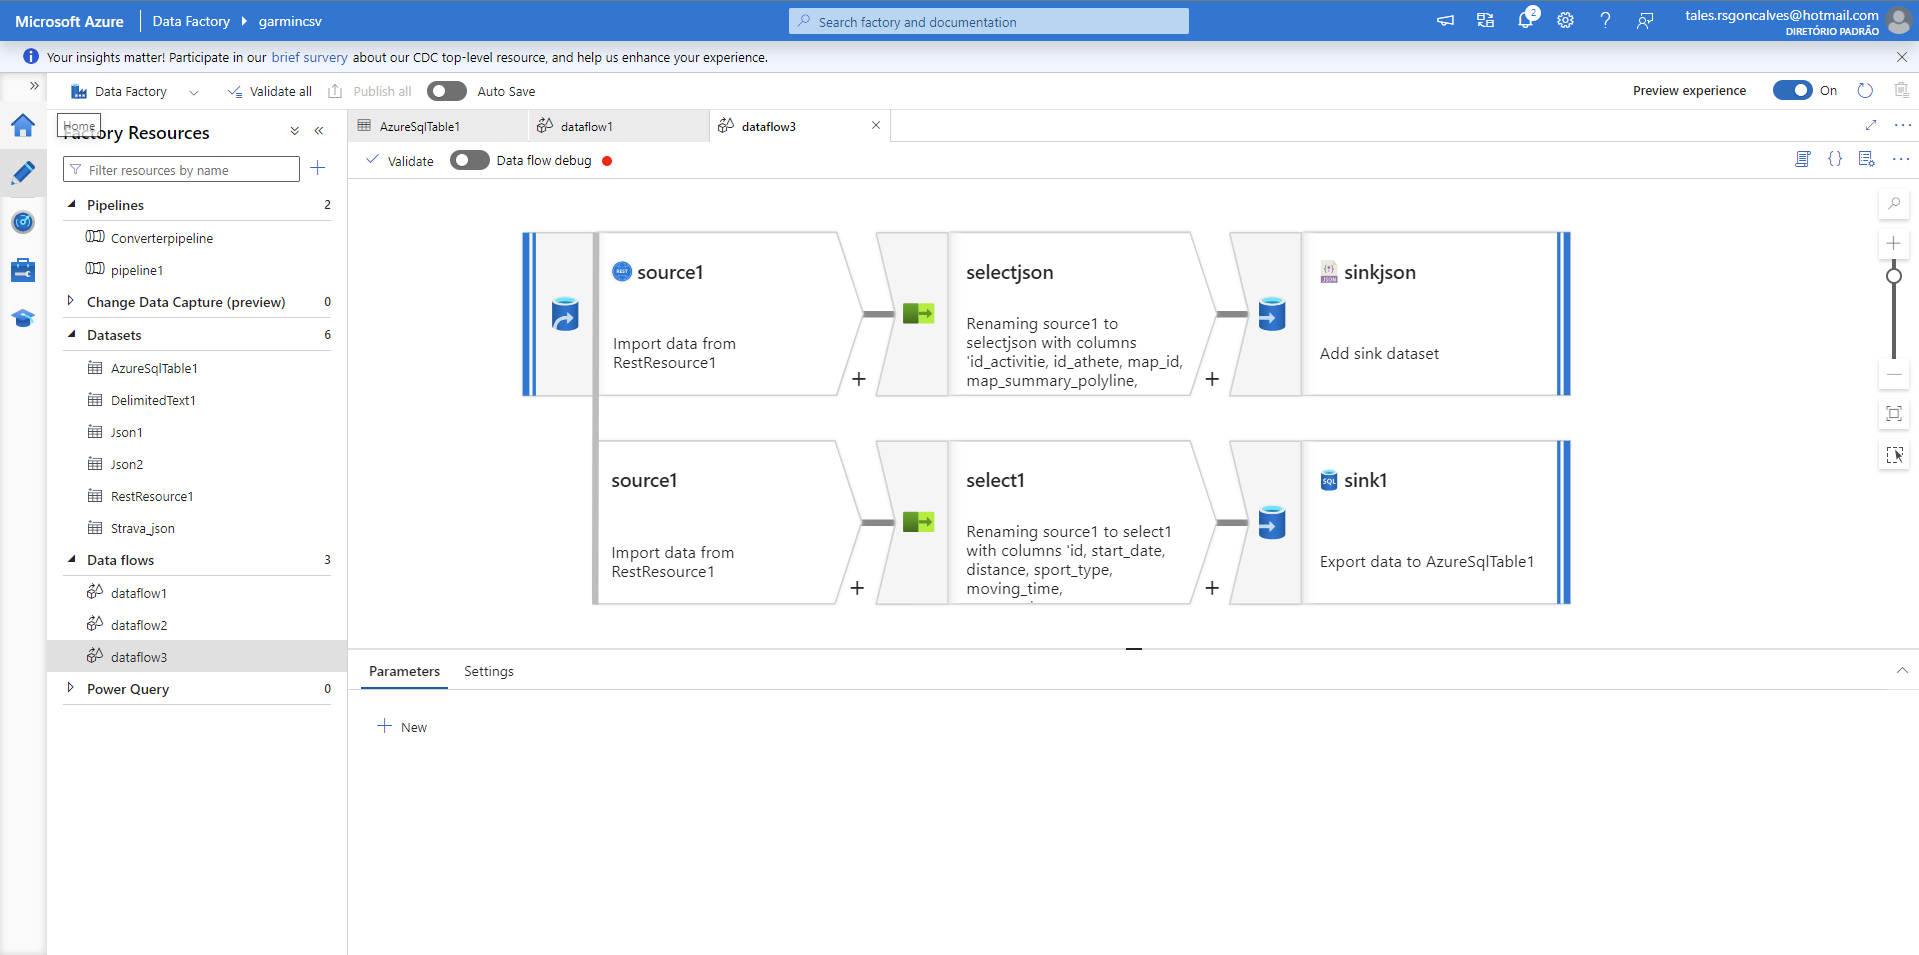 Microsoft Azure
Data Factory
garmincsv
Search factory and documentation
2
tales.rsgoncalves@hotmail.com
DIRETÓRIO PADRÃO
Your insights matter! Participate in our brief survey about our CDC top-level resource, and help us enhance your experience.
Data Factory
Validate all
Publish all
Auto Save
Preview experience
On
Home
Factory Resources
Filter resources by name
Pipelines
2
Converterpipeline
pipeline1
Change Data Capture (preview)
0
Datasets
6
AzureSqlTable1
DelimitedText1
Json1
Json2
RestResource1
Strava_json
Data flows
3
dataflow1
dataflow2
dataflow3
Power Query
0
AzureSqlTable1
dataflow1
dataflow3
Validate
Data flow debug
REST
source1
Import data from
RestResource1
selectjson
Renaming source1 to
selectjson with columns
'id_activitie, id_athete, map_id,
map_summary_polyline,
JSON
sinkjson
Add sink dataset
source1
Import data from
RestResource1
select1
Renaming source1 to select1
with columns 'id, start_date,
distance, sport_type,
moving_time,
SQL
sink1
Export data to AzureSqlTable1
Parameters
Settings
New